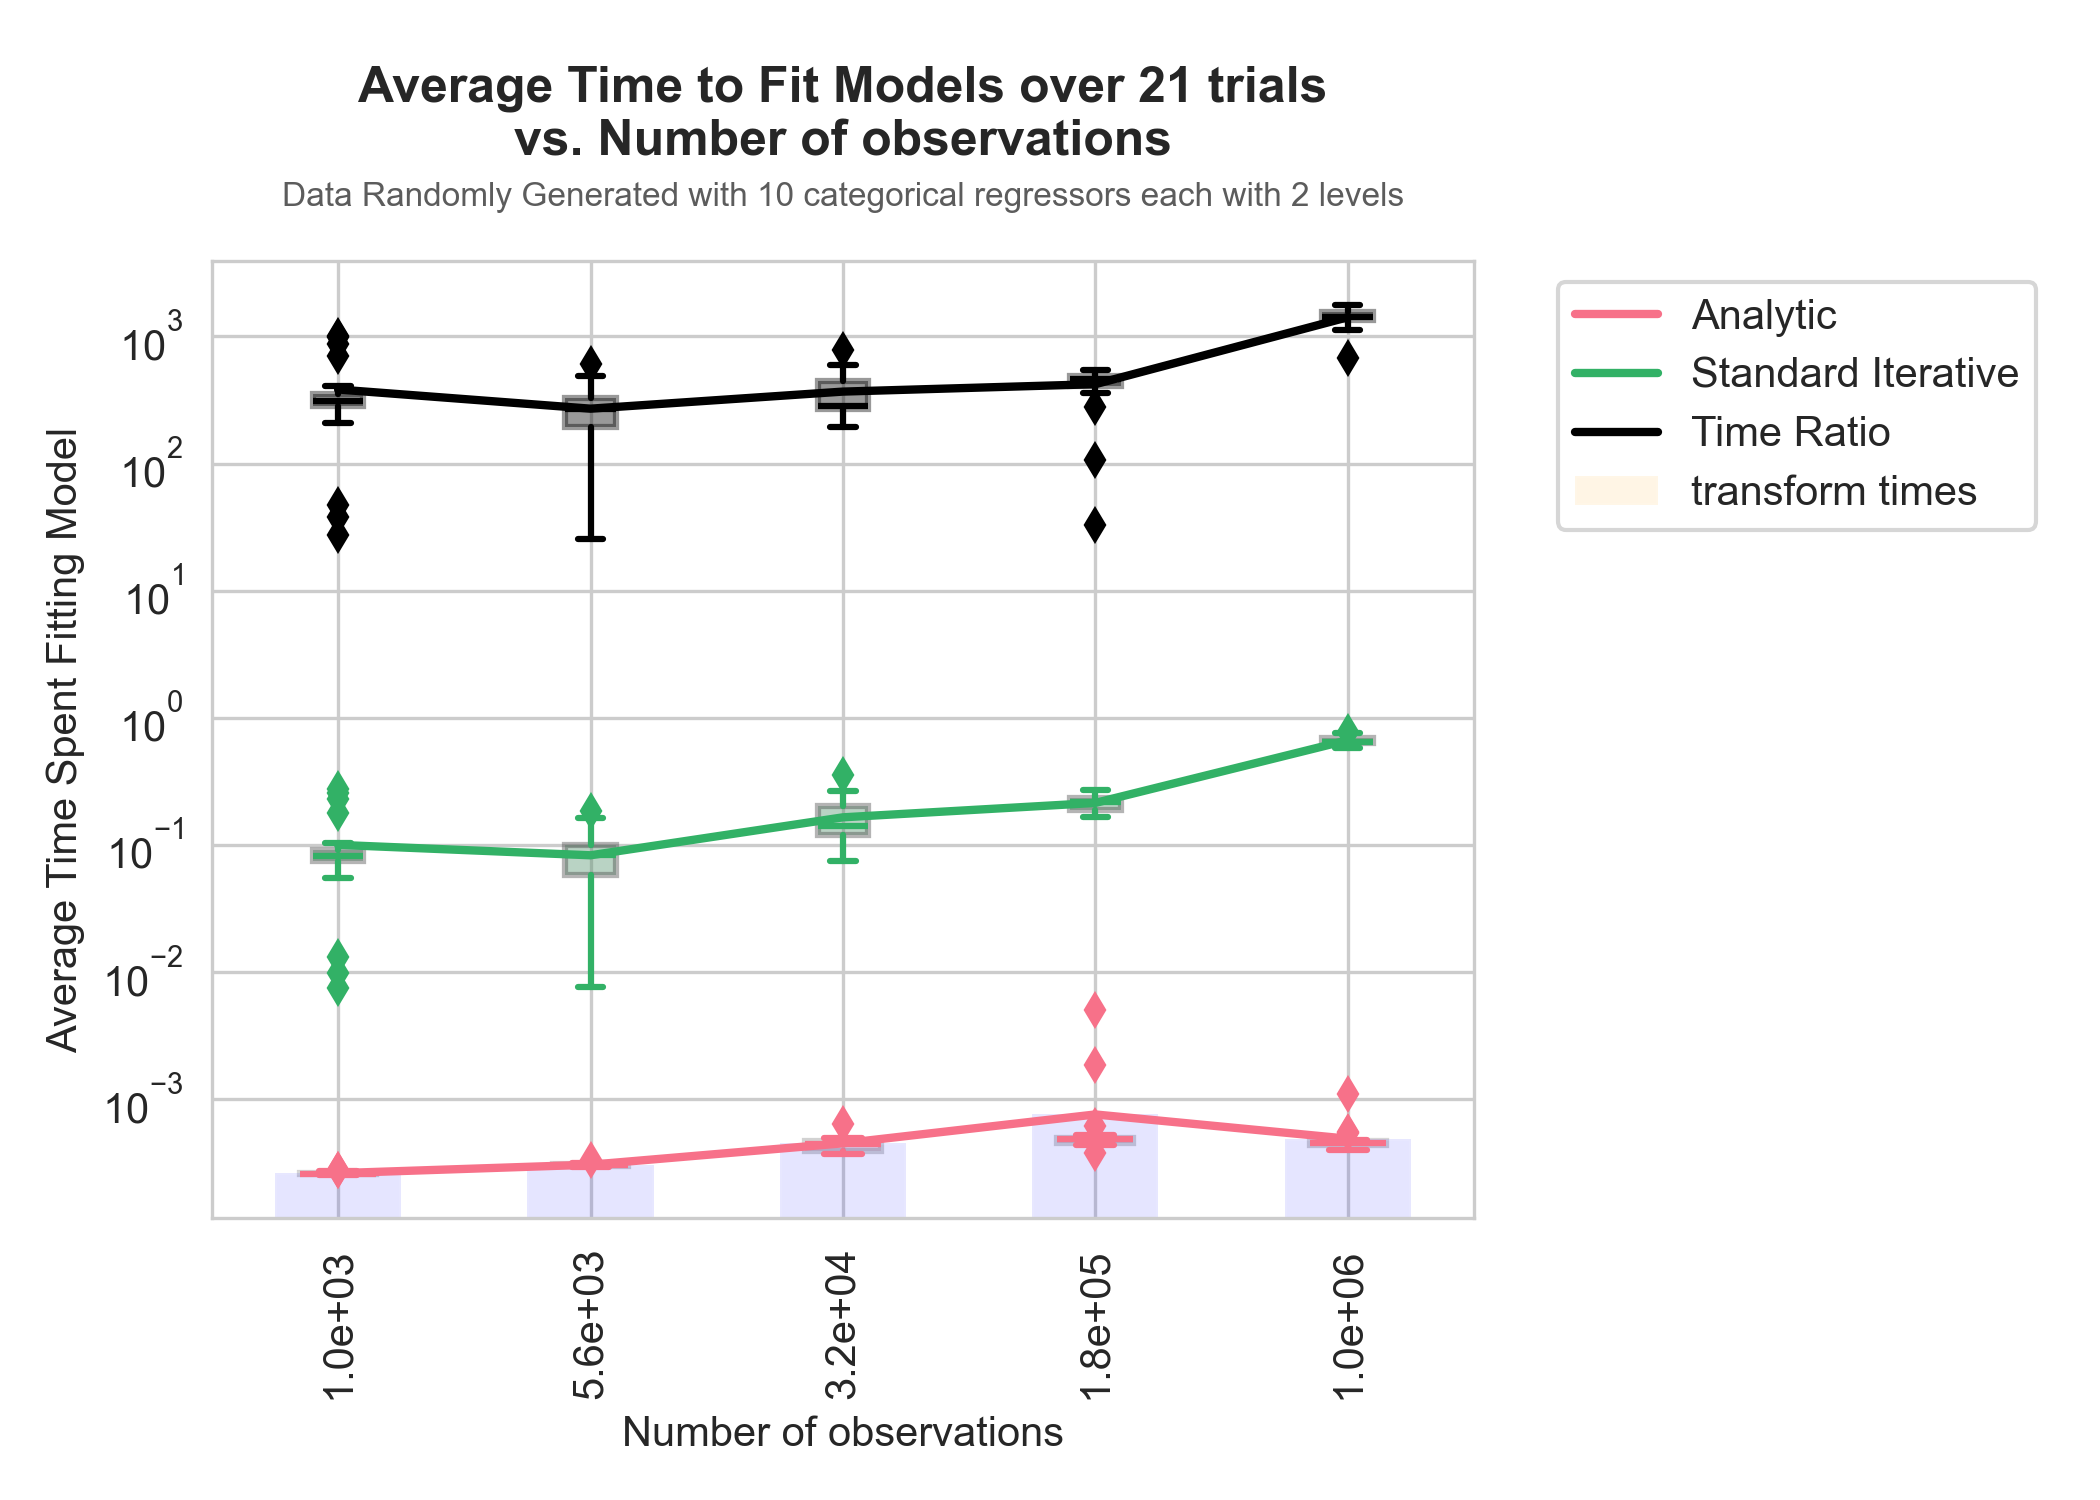 Average Time to Fit Models over 21 trials
vs. Number of observations
Data Randomly Generated with 10 categorical regressors each with 2 levels
Average Time Spent Fitting Model
10^3
10^2
10^1
10^0
10^−1
10^−2
10^−3
1.0e+03
5.6e+03
3.2e+04
1.8e+05
1.0e+06
Number of observations
Analytic
Standard Iterative
Time Ratio
transform times